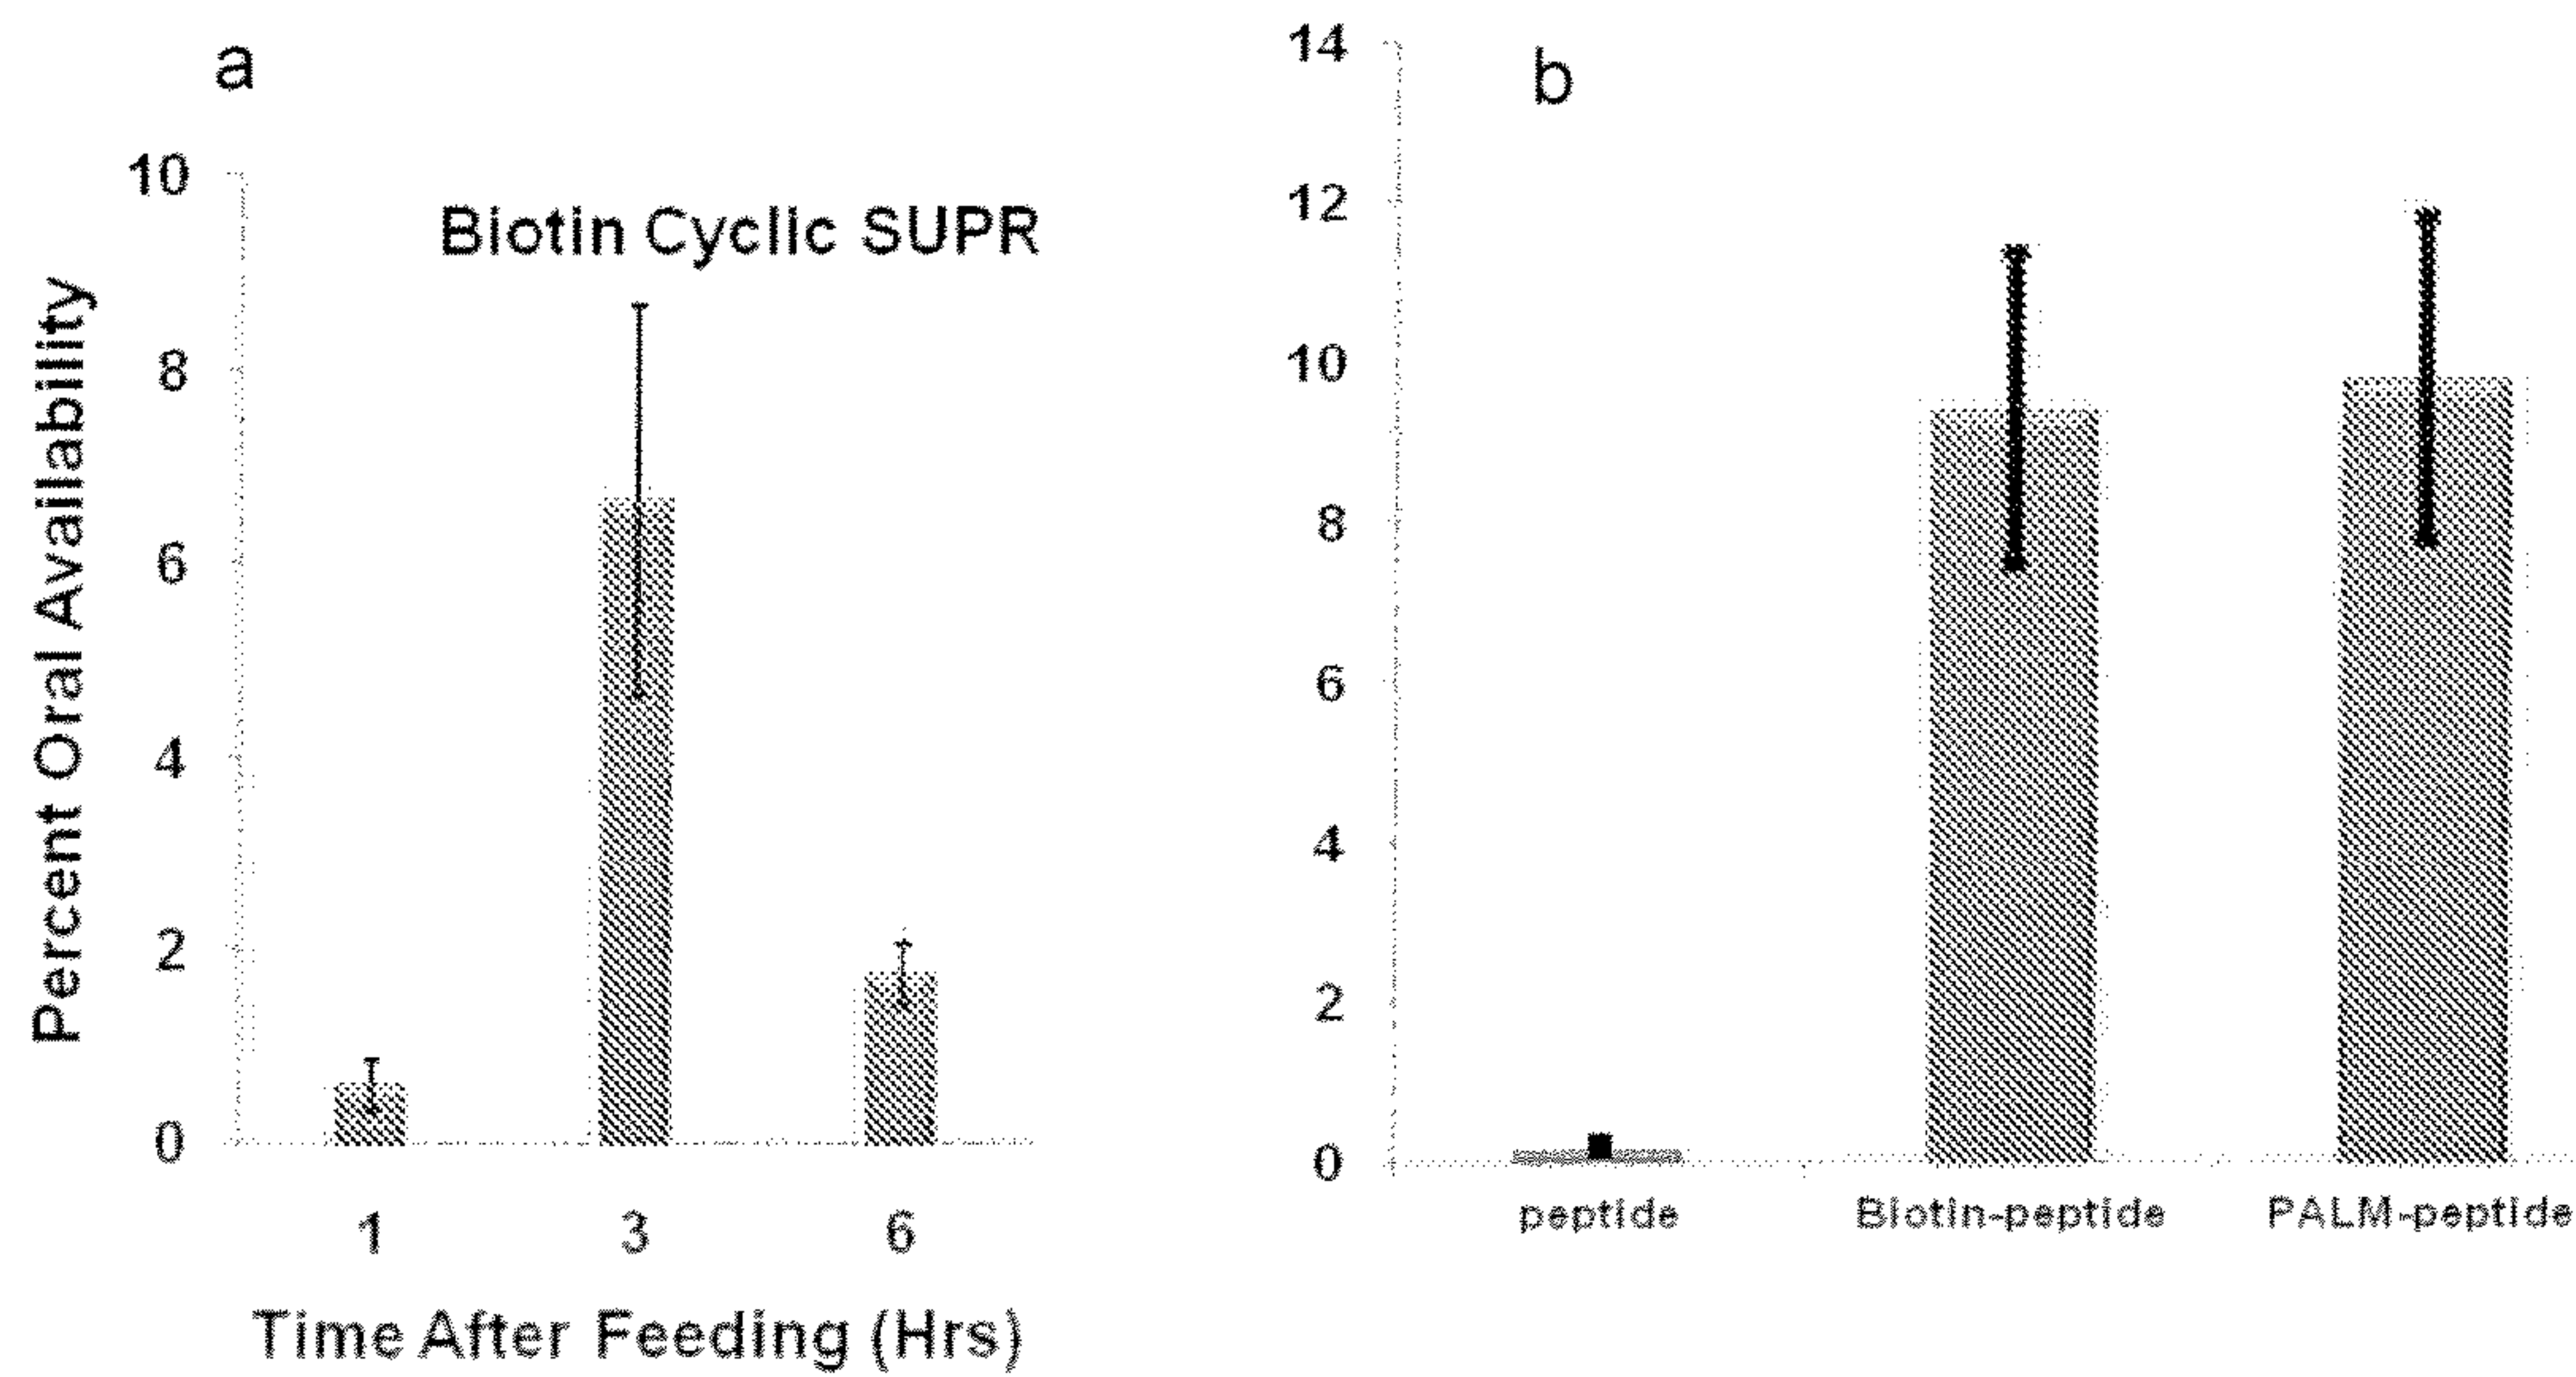 a
10
Biotin Cyclic SUPR
8
6
4
2
0
1 3 6
Time After Feeding (Hrs)
Percent Oral Availability
b
14
12
10
8
6
4
2
0
peptide Biotin-peptide PALM-peptide